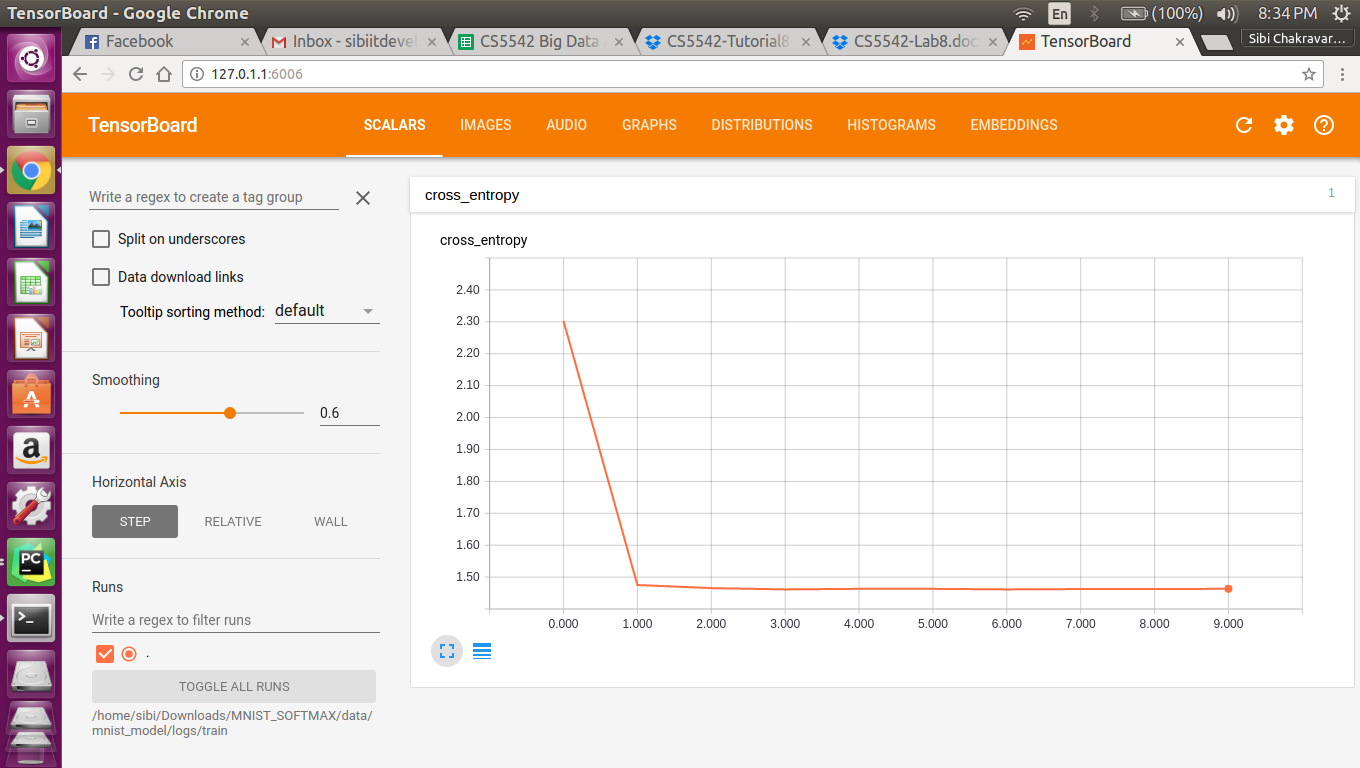 TensorBoard - Google Chrome
En
(100%)
8:34 PM
Facebook
Inbox - sibiitdeve
CS5542 Big Data
CS5542-Tutorial8
CS5542-Lab8.doc
TensorBoard
Sibi Chakravar...
127.0.1.1:6006
TensorBoard
SCALARS
IMAGES
AUDIO
GRAPHS
DISTRIBUTIONS
HISTOGRAMS
EMBEDDINGS
Write a regex to create a tag group
Split on underscores
Data download links
Tooltip sorting method: default
Smoothing
0.6
Horizontal Axis
STEP
RELATIVE
WALL
Runs
Write a regex to filter runs
.
TOGGLE ALL RUNS
/home/sibi/Downloads/MNIST_SOFTMAX/data/
mnist_model/logs/train
cross_entropy
1
cross_entropy
2.40
2.30
2.20
2.10
2.00
1.90
1.80
1.70
1.60
1.50
0.000 1.000 2.000 3.000 4.000 5.000 6.000 7.000 8.000 9.000
PC